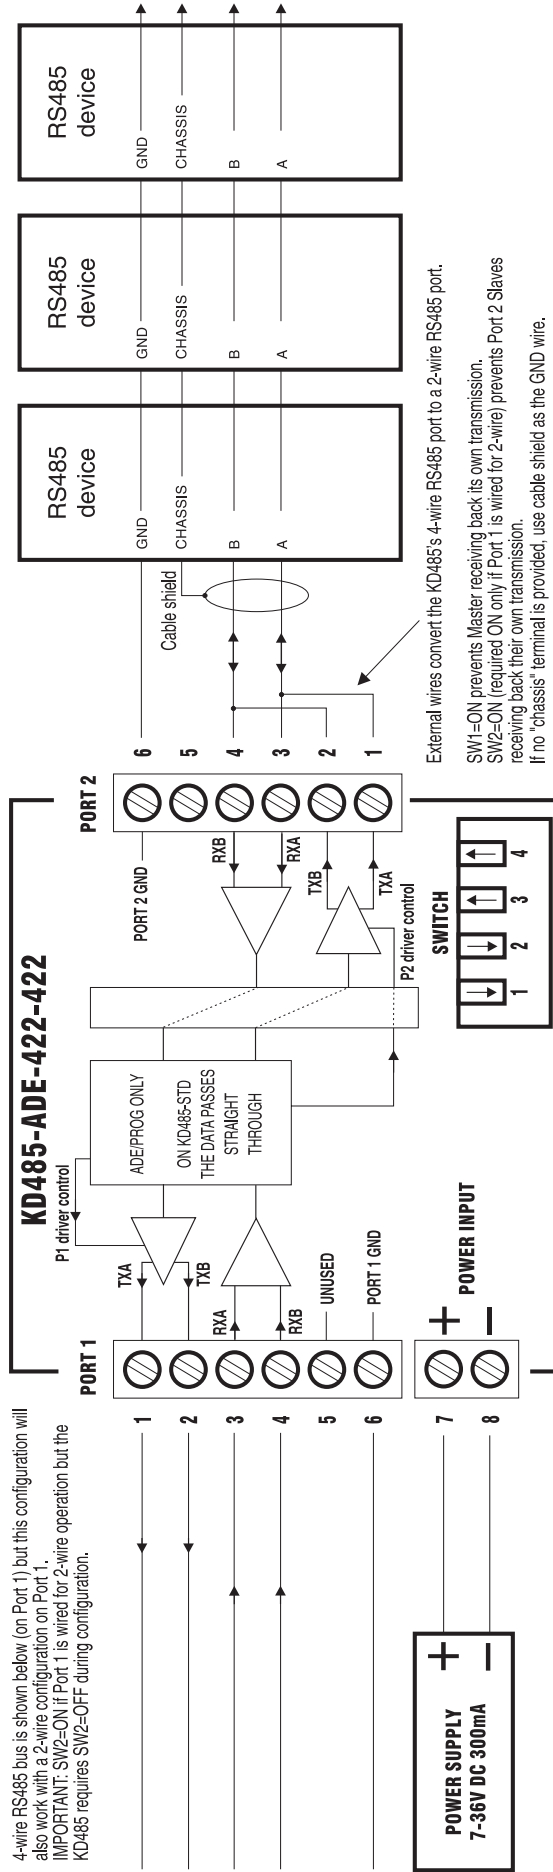 4-wire RS485 bus is shown below (on Port 1) but this configuration will
also work with a 2-wire configuration on Port 1.
IMPORTANT: SW2=ON if Port 1 is wired for 2-wire operation but the
KD485 requires SW2=OFF during configuration.
1
2
3
4
5
6
7
8
POWER SUPPLY
7-36V DC 300mA
+
–
KD485-ADE-422-422
PORT 1
TXA
TXB
RXA
RXB
UNUSED
PORT 1 GND
+
–
POWER INPUT
P1 driver control
ADE/PROG ONLY
ON KD485-STD
THE DATA PASSES
STRAIGHT
THROUGH
P2 driver control
PORT 2
PORT 2 GND
RXB
RXA
TXB
TXA
SWITCH
1
2
3
4
6
5
4
3
2
1
Cable shield
RS485
device
GND
CHASSIS
B
A
RS485
device
GND
CHASSIS
B
A
RS485
device
GND
CHASSIS
B
A
External wires convert the KD485's 4-wire RS485 port to a 2-wire RS485 port.
SW1=ON prevents Master receiving back its own transmission.
SW2=ON (required ON only if Port 1 is wired for 2-wire) prevents Port 2 Slaves
receiving back their own transmission.
If no "chassis" terminal is provided, use cable shield as the GND wire.